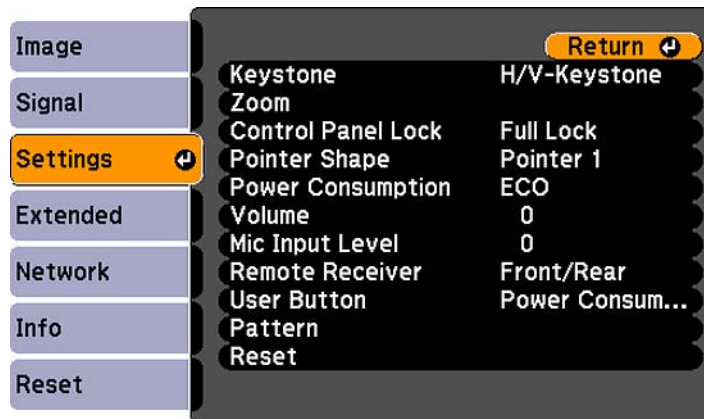 Image
Signal
Settings
Extended
Network
Info
Reset
Return
Keystone H/V-Keystone
Zoom
Control Panel Lock Full Lock
Pointer Shape Pointer 1
Power Consumption ECO
Volume 0
Mic Input Level 0
Remote Receiver Front/Rear
User Button Power Consum...
Pattern
Reset